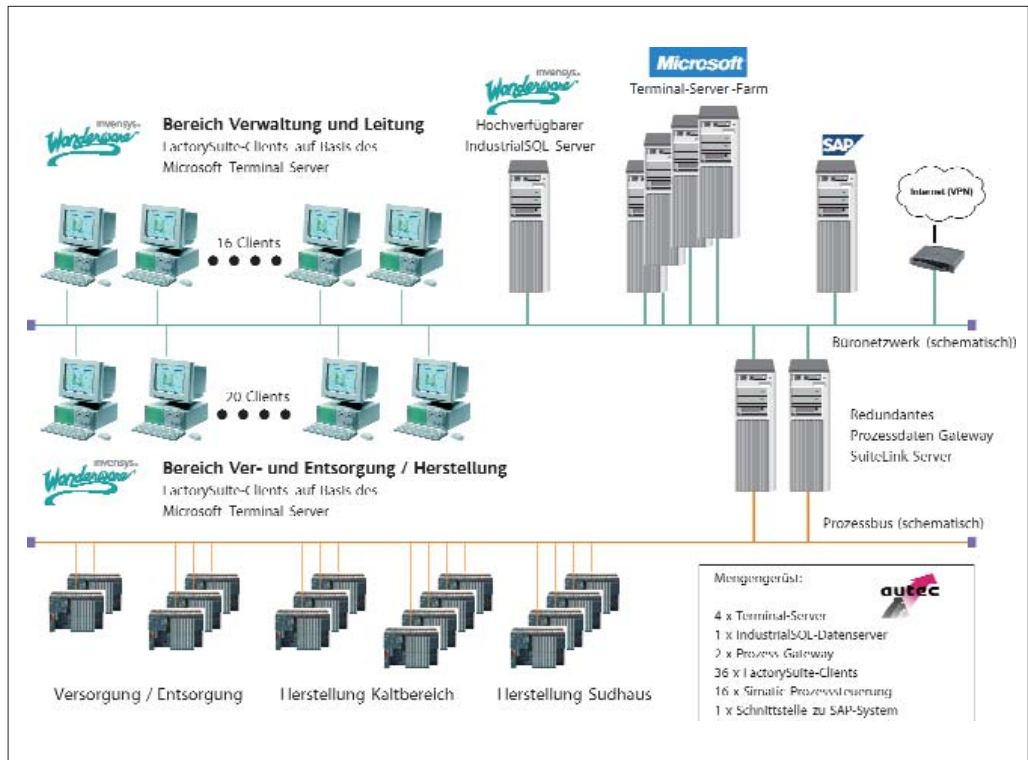 invensys
Wonderware
Bereich Verwaltung und Leitung
FactorySuite-Clients auf Basis des
Microsoft Terminal Server
invensys
Wonderware
Hochverfügbarer
IndustrialSQL Server
Microsoft
Terminal-Server-Farm
SAP
Internet (VPN)
16 Clients
Büronetzwerk (schematisch))
20 Clients
Redundantes
Prozessdaten Gateway
SuiteLink Server
invensys
Wonderware
Bereich Ver- und Entsorgung / Herstellung
FactorySuite-Clients auf Basis des
Microsoft Terminal Server
Prozessbus (schematisch)
Versorgung / Entsorgung
Herstellung Kaltbereich
Herstellung Sudhaus
Mengengerüst:
autec
4 x Terminal-Server
1 x IndustrialSQL-Datenserver
2 x Prozess Gateway
36 x FactorySuite-Clients
16 x Simatic Prozesssteuerung
1 x Schnittstelle zu SAP-System